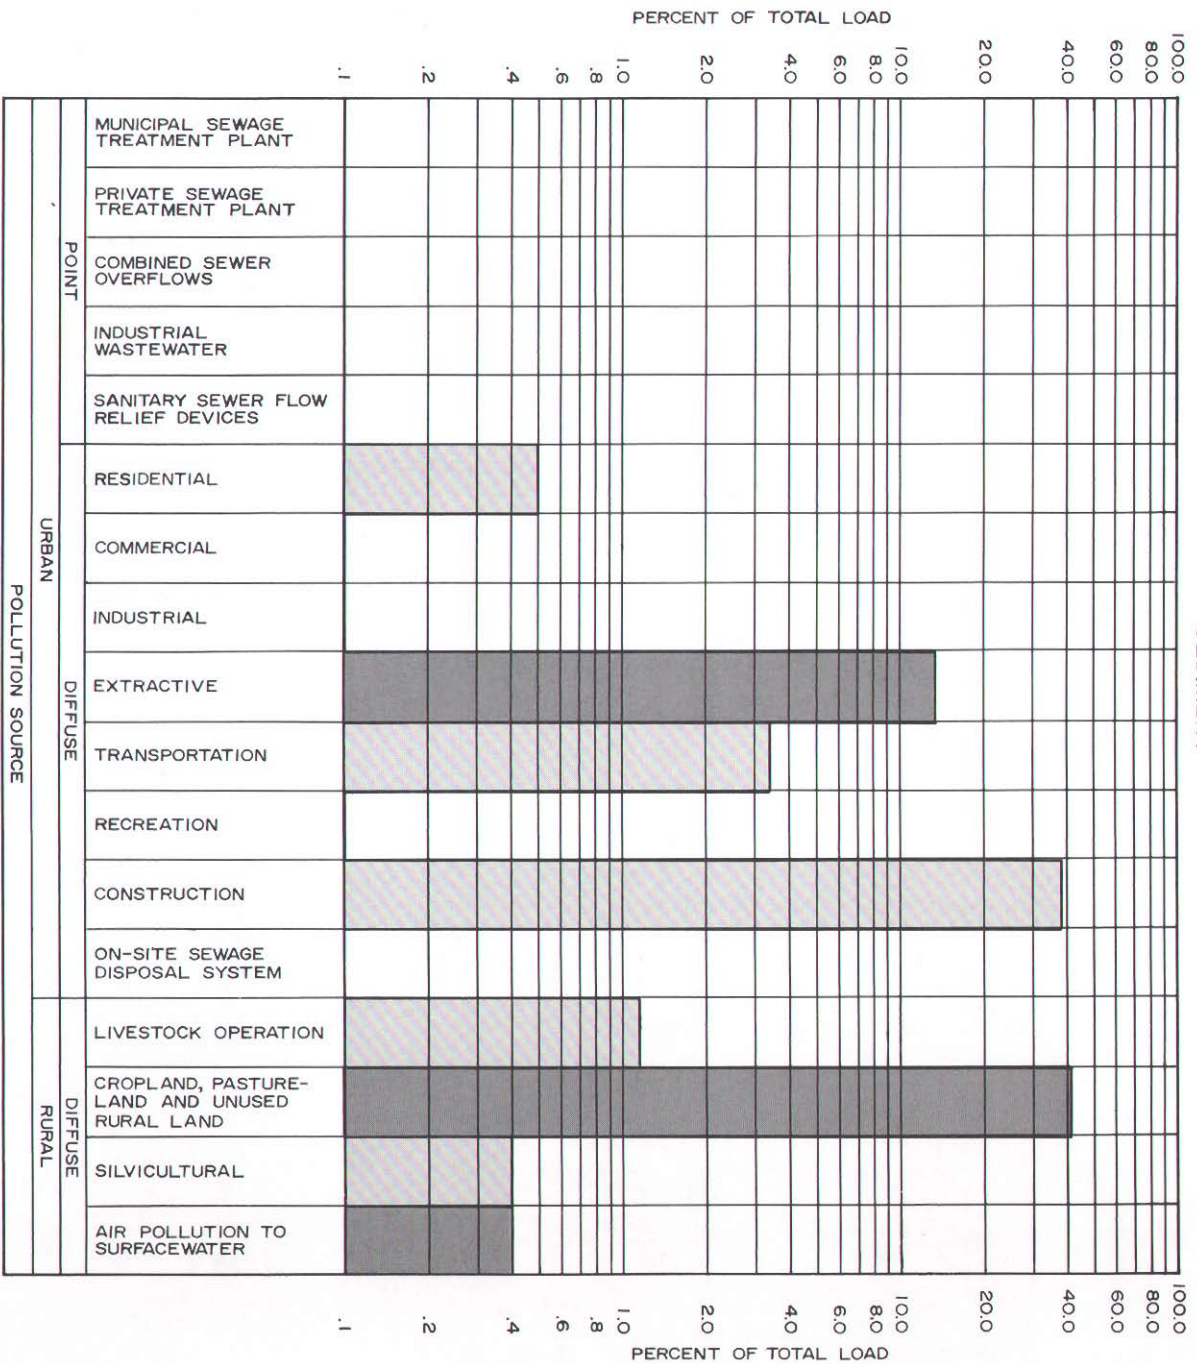 PERCENT OF TOTAL LOAD
.1 .2 .4 .6 .8 1.0 2.0 4.0 6.0 8.0 10.0 20.0 40.0 60.0 80.0 100.0
MUNICIPAL SEWAGE
TREATMENT PLANT
PRIVATE SEWAGE
TREATMENT PLANT
COMBINED SEWER
OVERFLOWS
INDUSTRIAL
WASTEWATER
SANITARY SEWER FLOW
RELIEF DEVICES
RESIDENTIAL
COMMERCIAL
INDUSTRIAL
EXTRACTIVE
TRANSPORTATION
RECREATION
CONSTRUCTION
ON-SITE SEWAGE
DISPOSAL SYSTEM
LIVESTOCK OPERATION
CROPLAND, PASTURE-
LAND AND UNUSED
RURAL LAND
SILVICULTURAL
AIR POLLUTION TO
SURFACEWATER
POINT
DIFFUSE
DIFFUSE
URBAN
RURAL
POLLUTION SOURCE
.1 .2 .4 .6 .8 1.0 2.0 4.0 6.0 8.0 10.0 20.0 40.0 60.0 80.0 100.0
PERCENT OF TOTAL LOAD